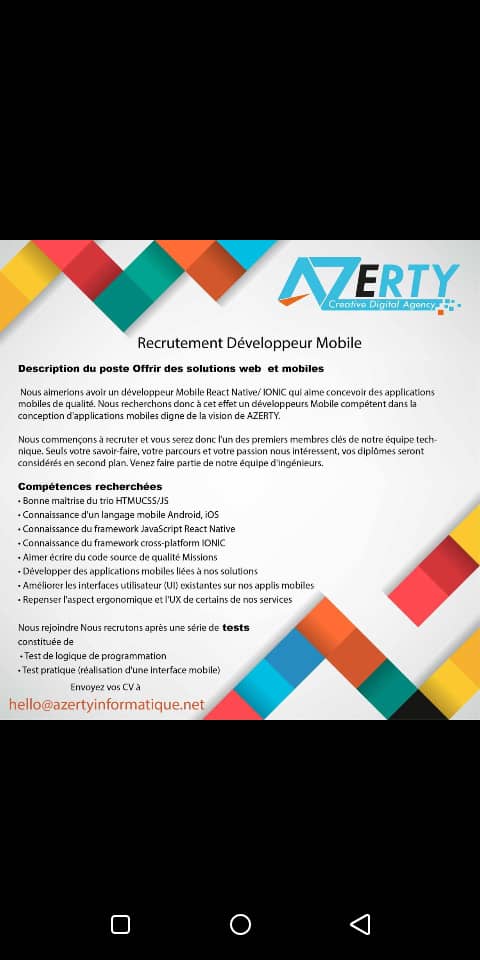 AZERTY
Creative Digital Agency
Recrutement Développeur Mobile
Description du poste Offrir des solutions web et mobiles
Nous aimerions avoir un développeur Mobile React Native/ IONIC qui aime concevoir des applications
mobiles de qualité. Nous recherchons donc à cet effet un développeurs Mobile compétent dans la
conception d'applications mobiles digne de la vision de AZERTY.
Nous commençons à recruter et vous serez donc l'un des premiers membres clés de notre équipe tech-
nique. Seuls votre savoir-faire, votre parcours et votre passion nous intéressent, vos diplômes seront
considérés en second plan. Venez faire partie de notre équipe d'ingénieurs.
Compétences recherchées
• Bonne maîtrise du trio HTMUCSS/JS
• Connaissance d'un langage mobile Android, iOS
• Connaissance du framework JavaScript React Native
• Connaissance du framework cross-platform IONIC
• Aimer écrire du code source de qualité Missions
• Développer des applications mobiles liées à nos solutions
• Améliorer les interfaces utilisateur (UI) existantes sur nos applis mobiles
• Repenser l'aspect ergonomique et l'UX de certains de nos services
Nous rejoindre Nous recrutons après une série de tests
constituée de
• Test de logique de programmation
• Test pratique (réalisation d'une interface mobile)
Envoyez vos CV à
hello@azertyinformatique.net